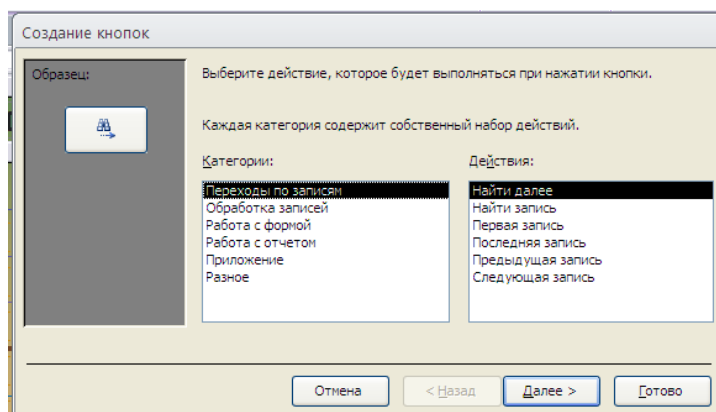 Создание кнопок
Образец:
Выберите действие, которое будет выполняться при нажатии кнопки.
Каждая категория содержит собственный набор действий.
Категории:
Действия:
Переходы по записям
Обработка записей
Работа с формой
Работа с отчетом
Приложение
Разное
Найти далее
Найти запись
Первая запись
Последняя запись
Предыдущая запись
Следующая запись
Отмена
< Назад
Далее >
Готово